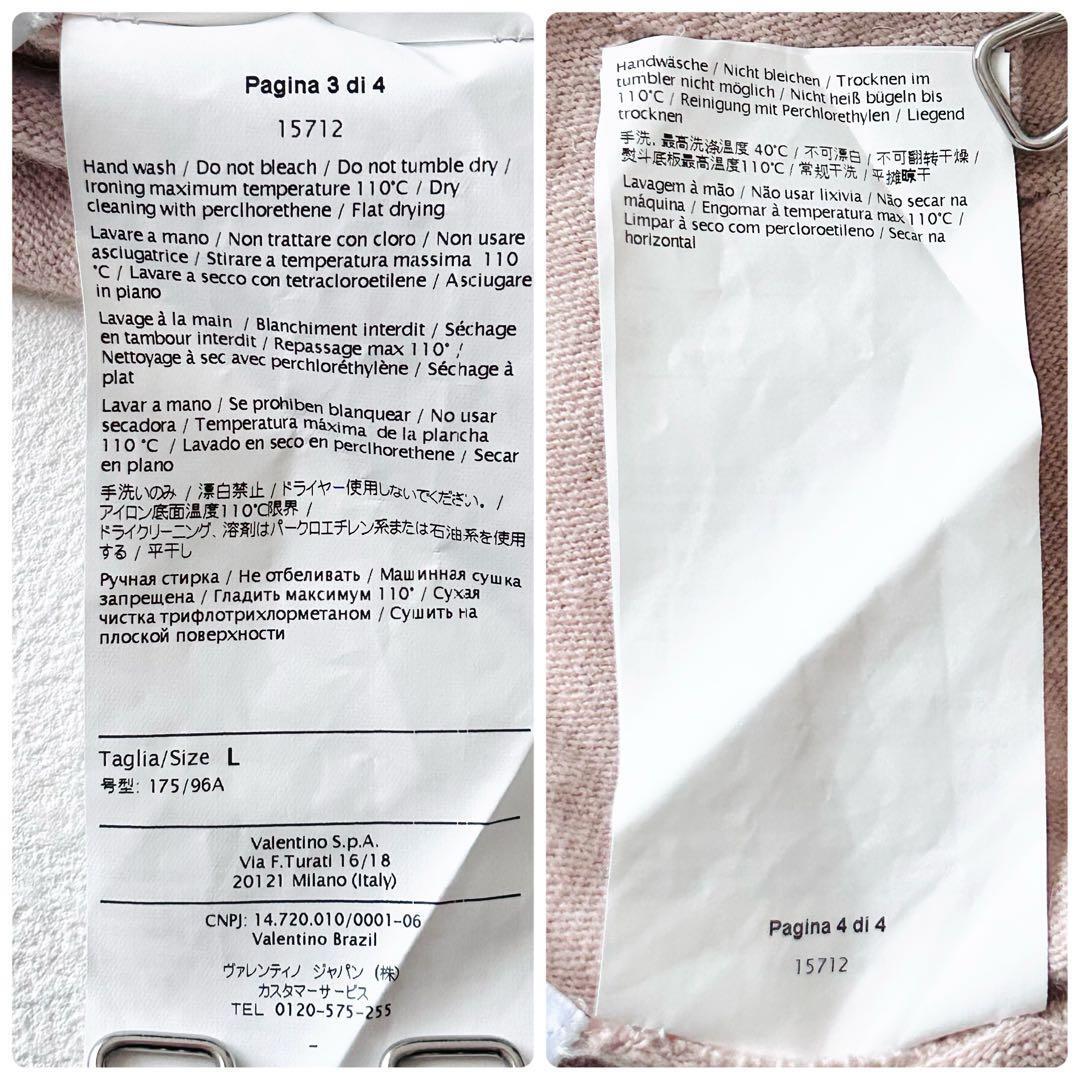 Pagina 3 di 4
15712
Hand wash / Do not bleach / Do not tumble dry /
Ironing maximum temperature 110°C / Dry
cleaning with perclhorethene / Flat drying
Lavare a mano / Non trattare con cloro / Non usare
asciugatrice / Stirare a temperatura massima 110
°C / Lavare a secco con tetracloroetilene / Asciugare
in piano
Lavage à la main / Blanchiment interdit / Séchage
en tambour interdit / Repassage max 110° /
Nettoyage à sec avec perchloréthylène / Séchage à
plat
Lavar a mano / Se prohiben blanquear / No usar
secadora / Temperatura máxima de la plancha
110 °C / Lavado en seco en perclhorethene / Secar
en plano
手洗いのみ / 漂白禁止 / ドライヤー使用しないでください。 /
アイロン底面温度110℃限界 /
ドライクリーニング、溶剤はパークロエチレン系または石油系を使用
する / 平干し
Ручная стирка / Не отбеливать / Машинная сушка
запрещена / Гладить максимум 110° / Сухая
чистка трифлотрихлорметаном / Сушить на
плоской поверхности
Taglia/Size L
号型: 175/96A
Valentino S.p.A.
Via F.Turati 16/18
20121 Milano (Italy)
CNPJ: 14.720.010/0001-06
Valentino Brazil
ヴァレンティノ ジャパン (株)
カスタマーサービス
TEL 0120-575-255
-
Handwäsche / Nicht bleichen / Trocknen im
tumbler nicht möglich / Nicht heiß bügeln bis
110°C / Reinigung mit Perchlorethylen / Liegend
trocknen
手洗, 最高洗涤温度 40℃ / 不可漂白 / 不可翻转干燥 /
熨斗底板最高温度110℃ / 常规干洗 / 平摊晾干
Lavagem à mão / Não usar lixivia / Não secar na
máquina / Engomar à temperatura max110°C /
Limpar à seco com percloroetileno / Secar na
horizontal
Pagina 4 di 4
15712